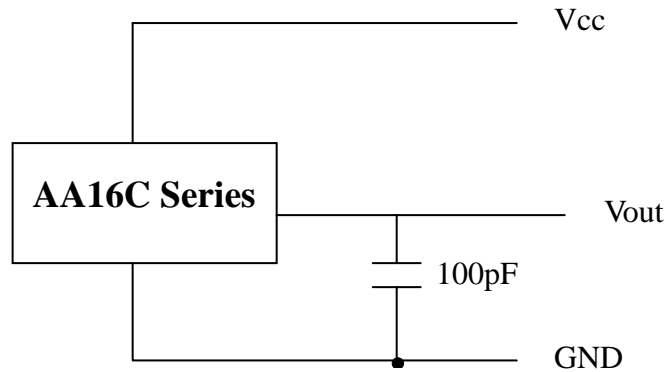 Vcc
AA16C Series
Vout
100pF
GND